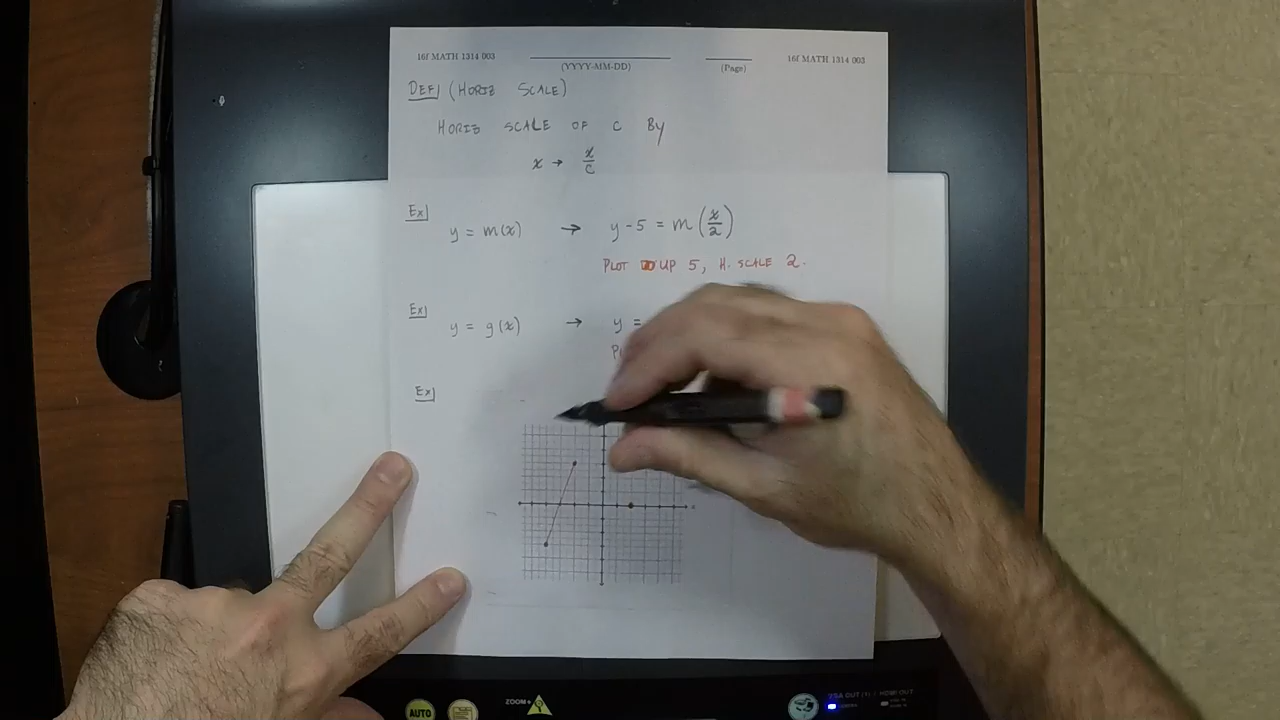 16f MATH 1314 003 (YYYY-MM-DD) (Page) 16f MATH 1314 003
DEF (HORIZ SCALE)
HORIZ SCALE OF C BY
x → x/c
Ex
y = m(x) → y - 5 = m(x/2)
PLOT UP 5, H. SCALE 2.
Ex
y = g(x) → y =
Ex
AUTO
ZOOM+